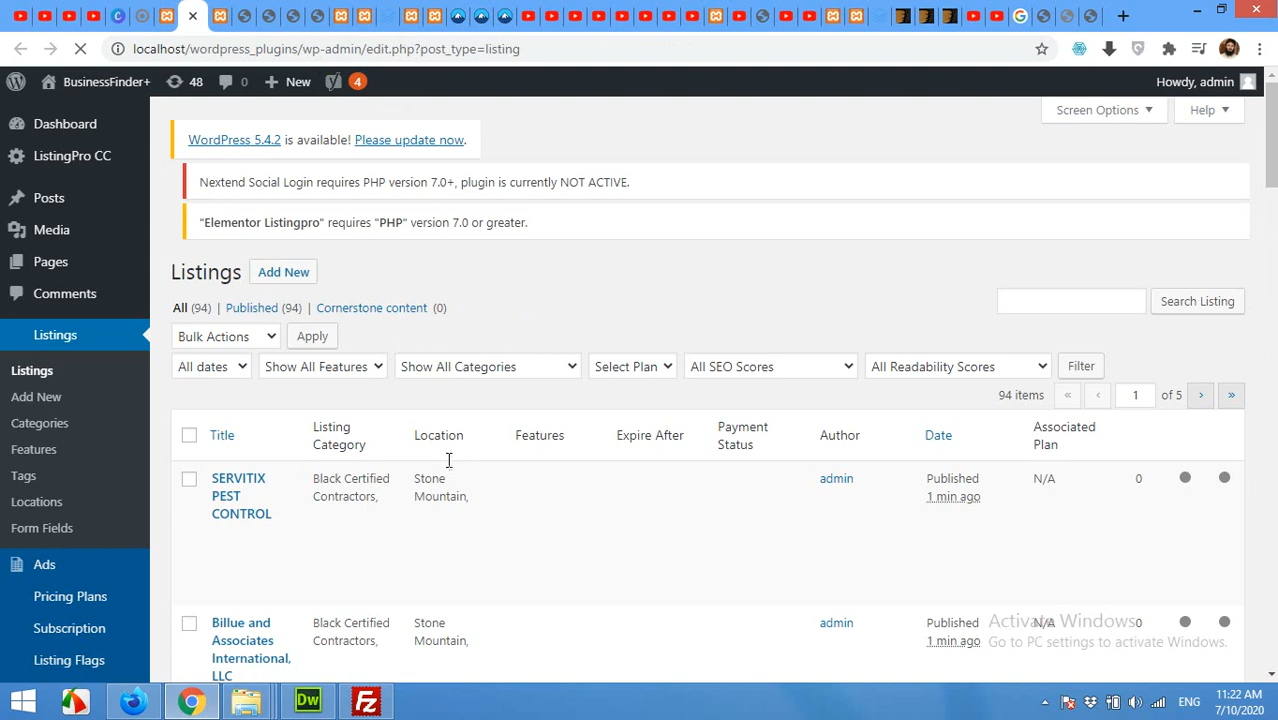 localhost/wordpress_plugins/wp-admin/edit.php?post_type=listing
BusinessFinder+ 48 0 New 4 Howdy, admin
Screen Options Help
WordPress 5.4.2 is available! Please update now.
Nextend Social Login requires PHP version 7.0+, plugin is currently NOT ACTIVE.
"Elementor Listingpro" requires "PHP" version 7.0 or greater.
Dashboard
ListingPro CC
Posts
Media
Pages
Comments
Listings
Listings
Add New
Categories
Features
Tags
Locations
Form Fields
Ads
Pricing Plans
Submission
Listing Flags
Listings Add New
All (94) | Published (94) | Cornerstone content (0)
Search Listing
Bulk Actions Apply
All dates Show All Features Show All Categories Select Plan All SEO Scores All Readability Scores Filter
94 items « ‹ 1 of 5 › »
Title Listing Category Location Features Expire After Payment Status Author Date Associated Plan
SERVITIX PEST CONTROL Black Certified Contractors, Stone Mountain, admin Published 1 min ago N/A 0
Billue and Associates International, LLC Black Certified Contractors, Stone Mountain, admin Published 1 min ago N/A 0
Activate Windows
Go to PC settings to activate Windows.
Dw
Fz
ENG
11:22 AM
7/10/2020